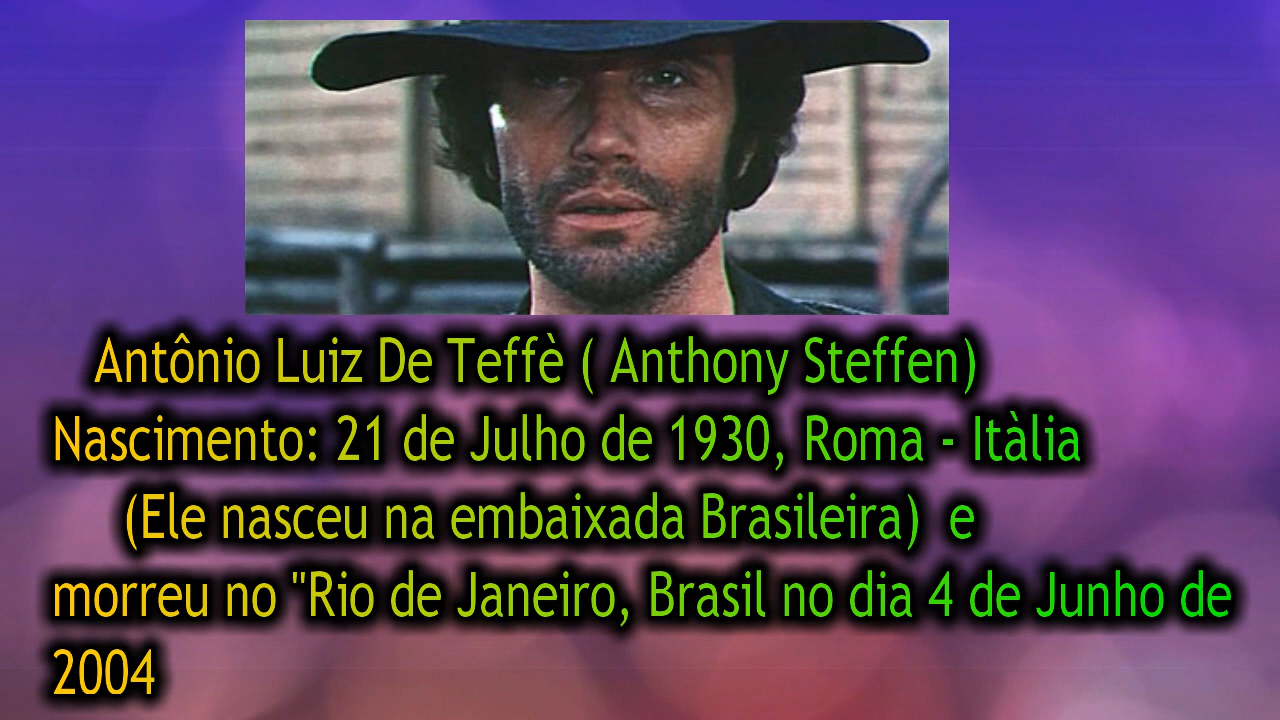 Antônio Luiz De Teffè ( Anthony Steffen)
Nascimento: 21 de Julho de 1930, Roma - Itàlia
(Ele nasceu na embaixada Brasileira)  e
morreu no "Rio de Janeiro, Brasil no dia 4 de Junho de
2004